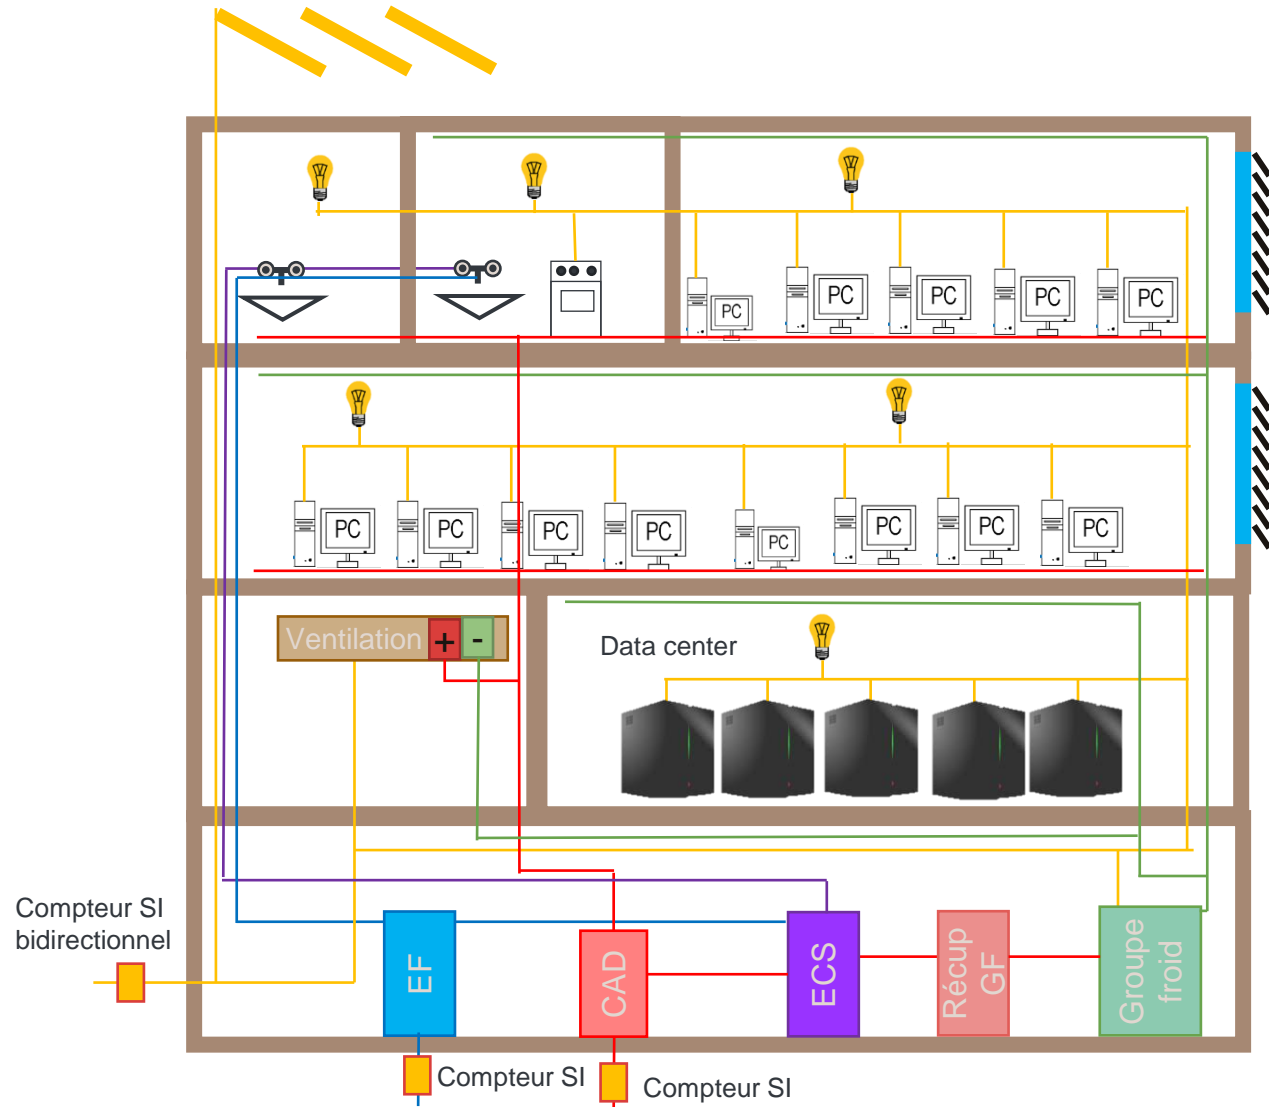 PC
PC
PC
PC
PC
PC
PC
PC
PC
PC
PC
PC
PC
Ventilation
+
-
Data center
Compteur SI
bidirectionnel
EF
CAD
ECS
Récup
GF
Groupe
froid
Compteur SI
Compteur SI